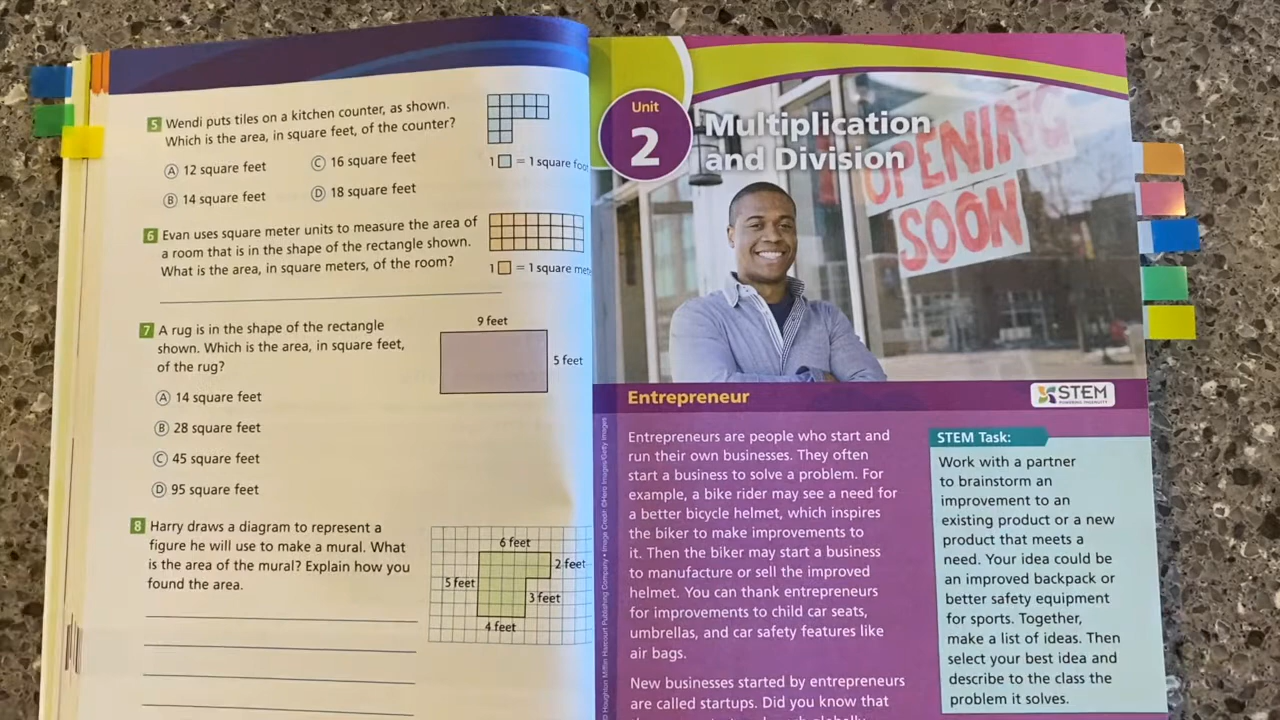 5 Wendi puts tiles on a kitchen counter, as shown.
Which is the area, in square feet, of the counter?
1 = 1 square foo
A 12 square feet
C 16 square feet
B 14 square feet
D 18 square feet
6 Evan uses square meter units to measure the area of
a room that is in the shape of the rectangle shown.
What is the area, in square meters, of the room?
1 = 1 square mete
7 A rug is in the shape of the rectangle
shown. Which is the area, in square feet,
of the rug?
9 feet
5 feet
A 14 square feet
B 28 square feet
C 45 square feet
D 95 square feet
8 Harry draws a diagram to represent a
figure he will use to make a mural. What
is the area of the mural? Explain how you
found the area.
6 feet
2 feet
5 feet
3 feet
4 feet
Houghton Mifflin Harcourt Publishing Company • Image Credit: ©Hero Images/Getty Images
Unit
2
Multiplication
and Division
OPENING
SOON
Entrepreneur
STEM
Entrepreneurs are people who start and
run their own businesses. They often
start a business to solve a problem. For
example, a bike rider may see a need for
a better bicycle helmet, which inspires
the biker to make improvements to
it. Then the biker may start a business
to manufacture or sell the improved
helmet. You can thank entrepreneurs
for improvements to child car seats,
umbrellas, and car safety features like
air bags.
New businesses started by entrepreneurs
are called startups. Did you know that
STEM Task:
Work with a partner
to brainstorm an
improvement to an
existing product or a new
product that meets a
need. Your idea could be
an improved backpack or
better safety equipment
for sports. Together,
make a list of ideas. Then
select your best idea and
describe to the class the
problem it solves.